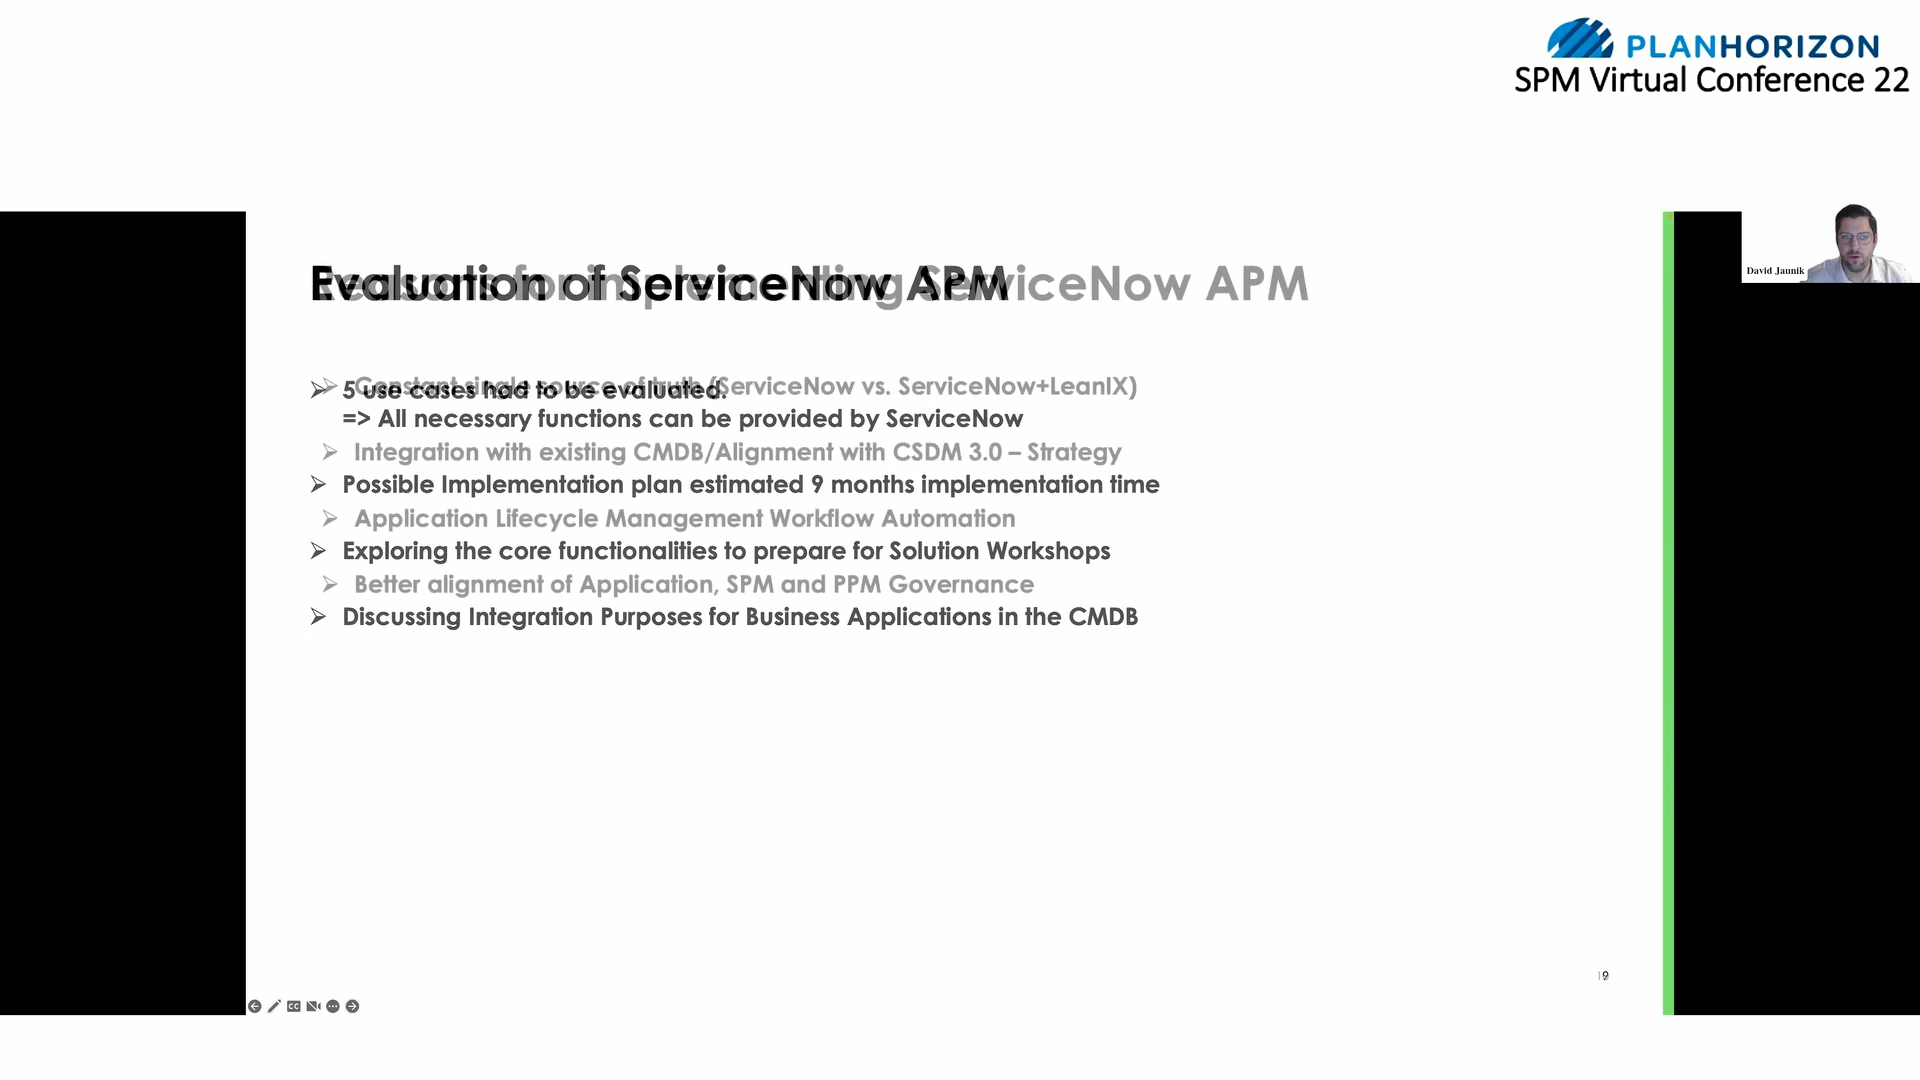 PLANHORIZON
SPM Virtual Conference 22
David Jaunik
Evaluation of ServiceNow APM
Reasons for implementing ServiceNow APM
➢ 5 use cases had to be evaluated:
➢ Constant single source of truth (ServiceNow vs. ServiceNow+LeanIX)
=> All necessary functions can be provided by ServiceNow
➢ Integration with existing CMDB/Alignment with CSDM 3.0 – Strategy
➢ Possible Implementation plan estimated 9 months implementation time
➢ Application Lifecycle Management Workflow Automation
➢ Exploring the core functionalities to prepare for Solution Workshops
➢ Better alignment of Application, SPM and PPM Governance
➢ Discussing Integration Purposes for Business Applications in the CMDB
CC